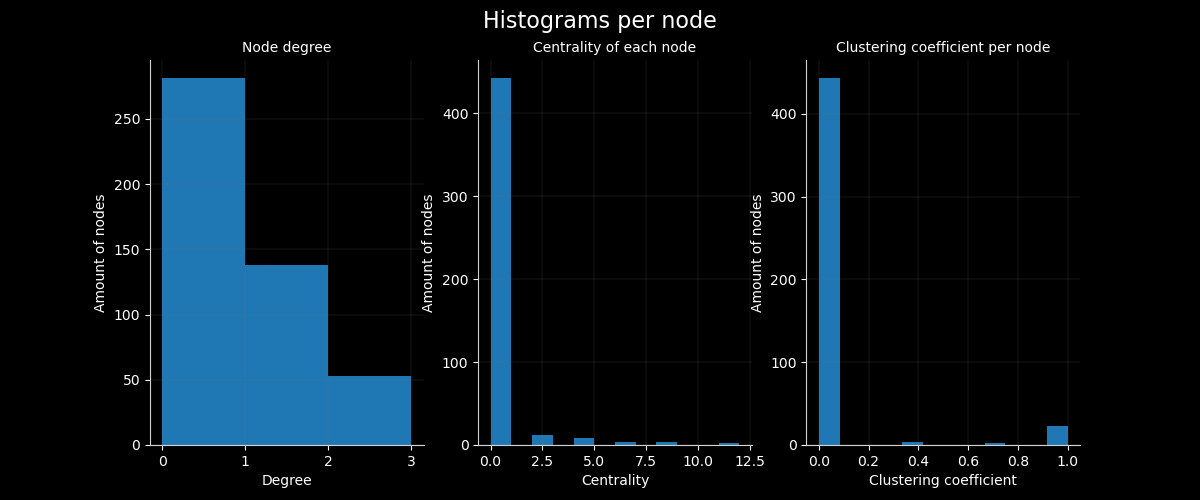 Histograms per node
Node degree
Centrality of each node
Clustering coefficient per node
Amount of nodes
250
200
150
100
50
0
0 1 2 3
Degree
Amount of nodes
400
300
200
100
0
0.0 2.5 5.0 7.5 10.0 12.5
Centrality
Amount of nodes
400
300
200
100
0
0.0 0.2 0.4 0.6 0.8 1.0
Clustering coefficient